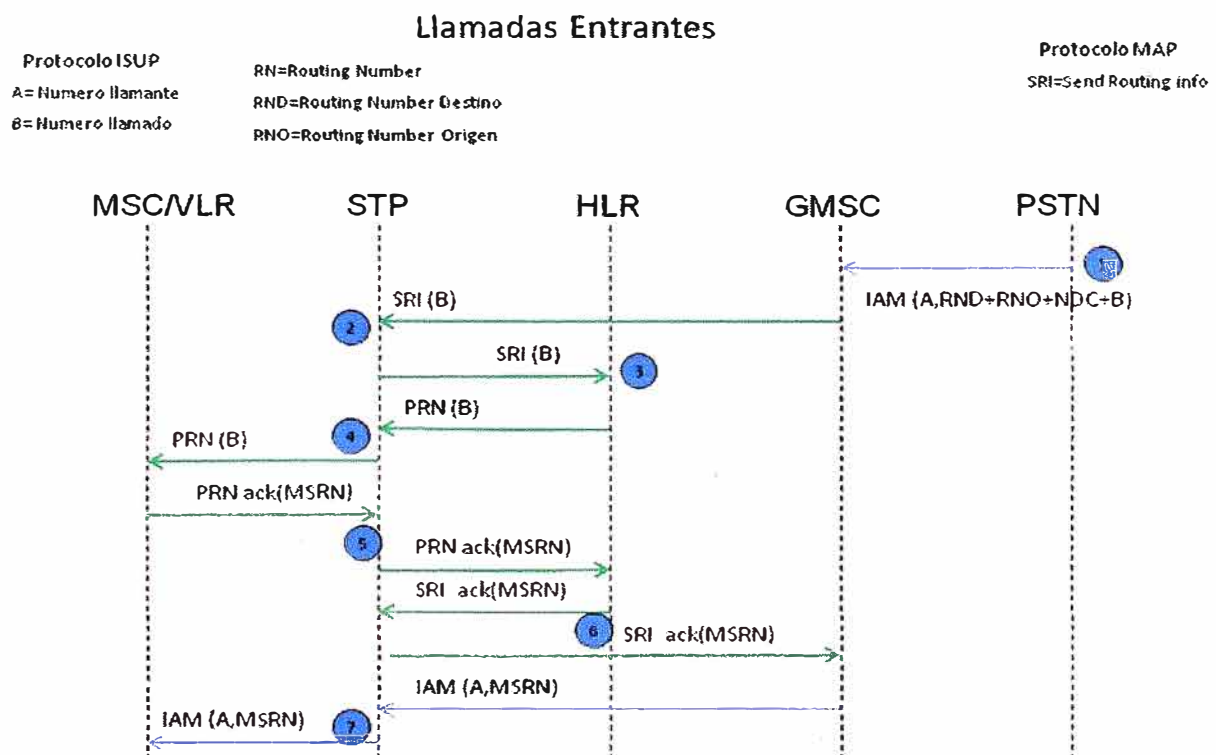 Llamadas Entrantes
Protocolo ISUP
A= Numero llamante
B= Numero llamado
RN=Routing Number
RND=Routing Number Destino
RNO=Routing Number Origen
Protocolo MAP
SRI=Send Routing info
MSC/VLR STP HLR GMSC PSTN
1
IAM (A,RND+RNO+NDC+B)
SRI (B)
2
SRI (B)
3
PRN (B)
4
PRN (B)
PRN ack(MSRN)
5
PRN ack(MSRN)
SRI ack(MSRN)
6
SRI ack(MSRN)
IAM (A,MSRN)
IAM (A,MSRN)
7